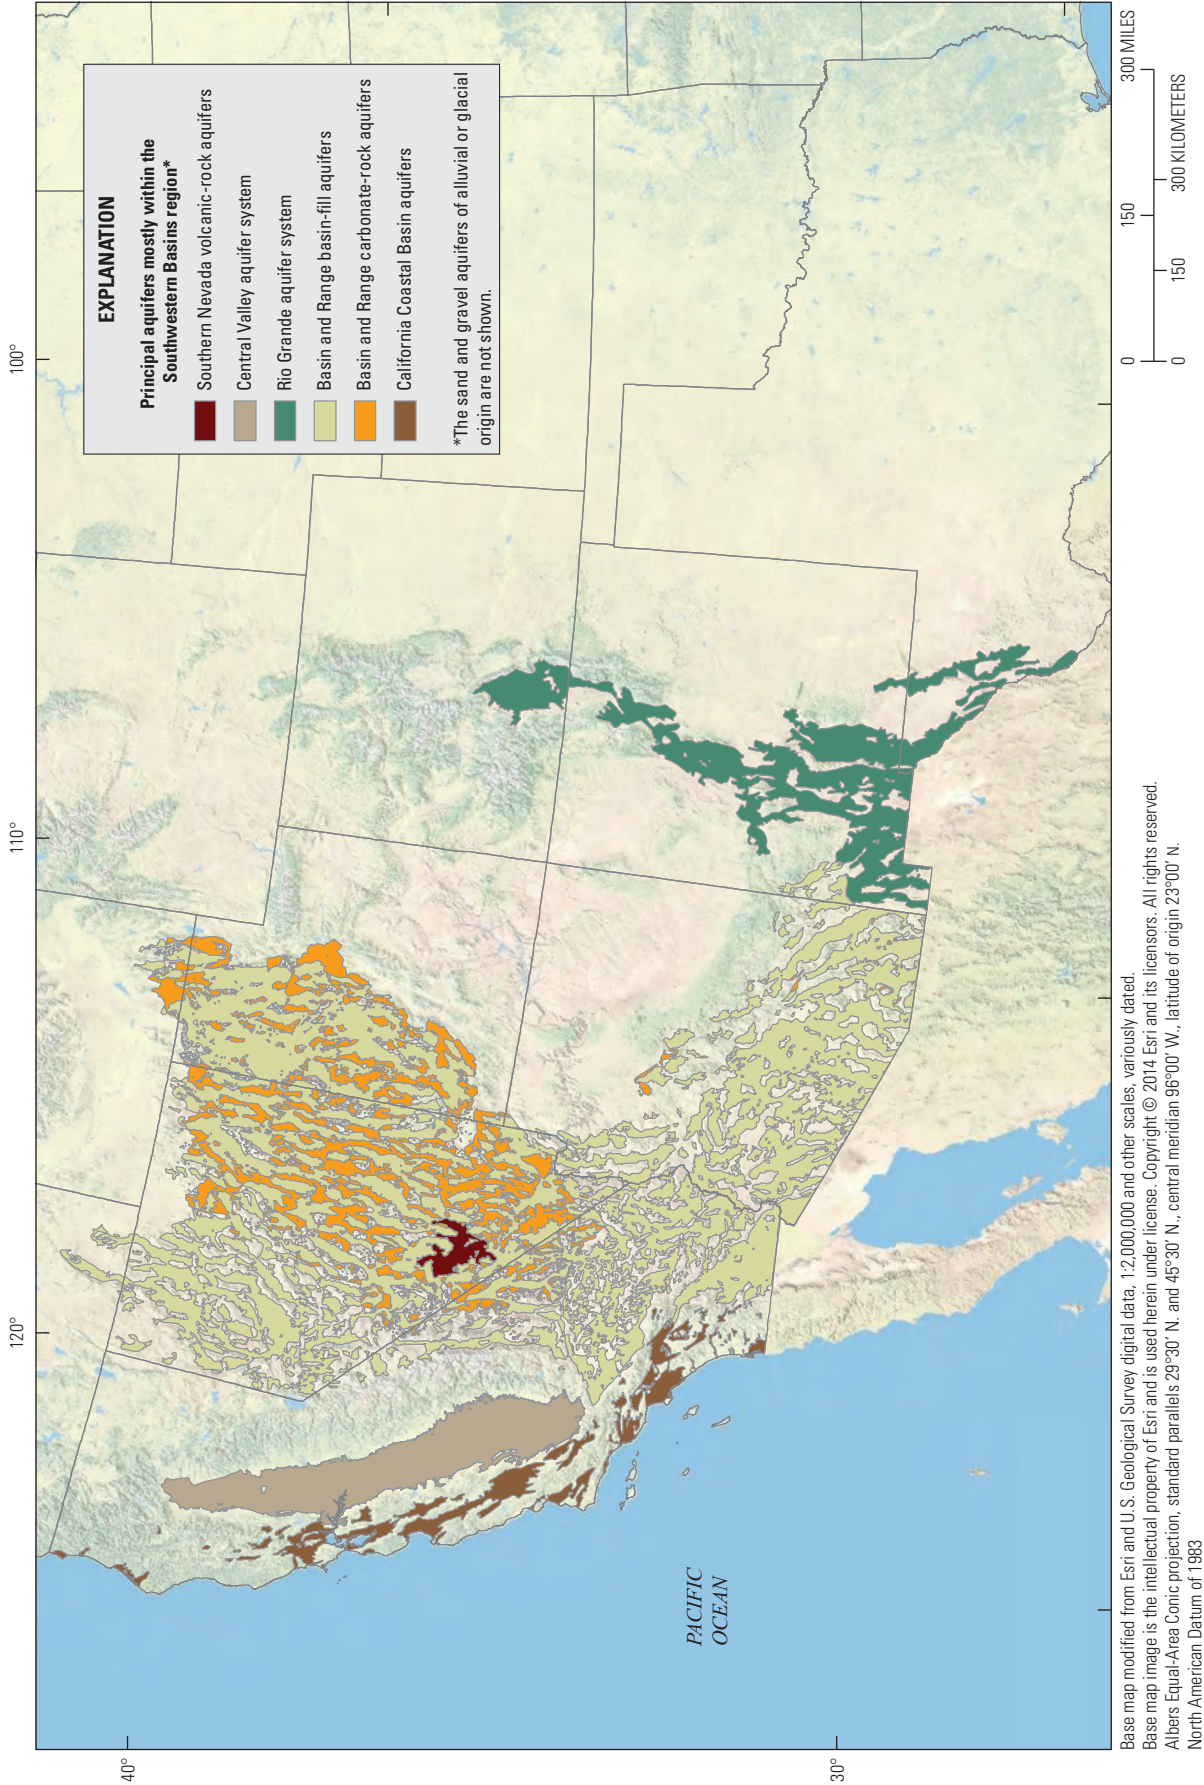 120°
110°
100°
40°
30°
EXPLANATION
Principal aquifers mostly within the
Southwestern Basins region*
Southern Nevada volcanic-rock aquifers
Central Valley aquifer system
Rio Grande aquifer system
Basin and Range basin-fill aquifers
Basin and Range carbonate-rock aquifers
California Coastal Basin aquifers
*The sand and gravel aquifers of alluvial or glacial
origin are not shown.
PACIFIC
OCEAN
0 150 300 MILES
0 150 300 KILOMETERS
Base map modified from Esri and U.S. Geological Survey digital data, 1:2,000,000 and other scales, variously dated.
Base map image is the intellectual property of Esri and is used herein under license. Copyright © 2014 Esri and its licensors. All rights reserved.
Albers Equal-Area Conic projection, standard parallels 29°30′ N. and 45°30′ N., central meridian 96°00′ W., latitude of origin 23°00′ N.
North American Datum of 1983